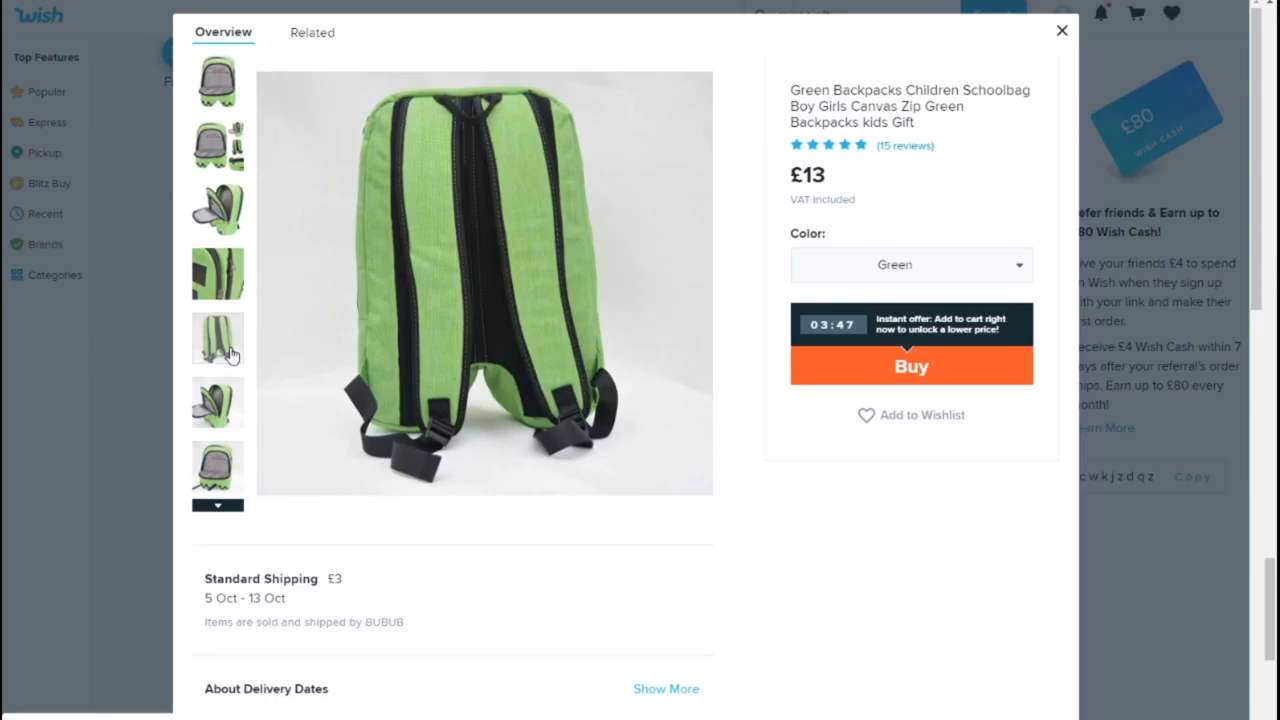 wish
Top Features
Popular
Express
Pickup
Blitz Buy
Recent
Brands
Categories
Overview
Related
Green Backpacks Children Schoolbag
Boy Girls Canvas Zip Green
Backpacks kids Gift
(15 reviews)
£13
VAT included
Color:
Green
03:47
Instant offer: Add to cart right
now to unlock a lower price!
Buy
Add to Wishlist
Standard Shipping £3
5 Oct - 13 Oct
Items are sold and shipped by BUBUB
About Delivery Dates
Show More
£80
WISH CASH
efer friends & Earn up to
80 Wish Cash!
ive your friends £4 to spend
n Wish when they sign up
ith your link and make their
rst order.
eceive £4 Wish Cash within 7
ays after your referral's order
hips. Earn up to £80 every
onth!
earn More
cwkjzdqz
Copy